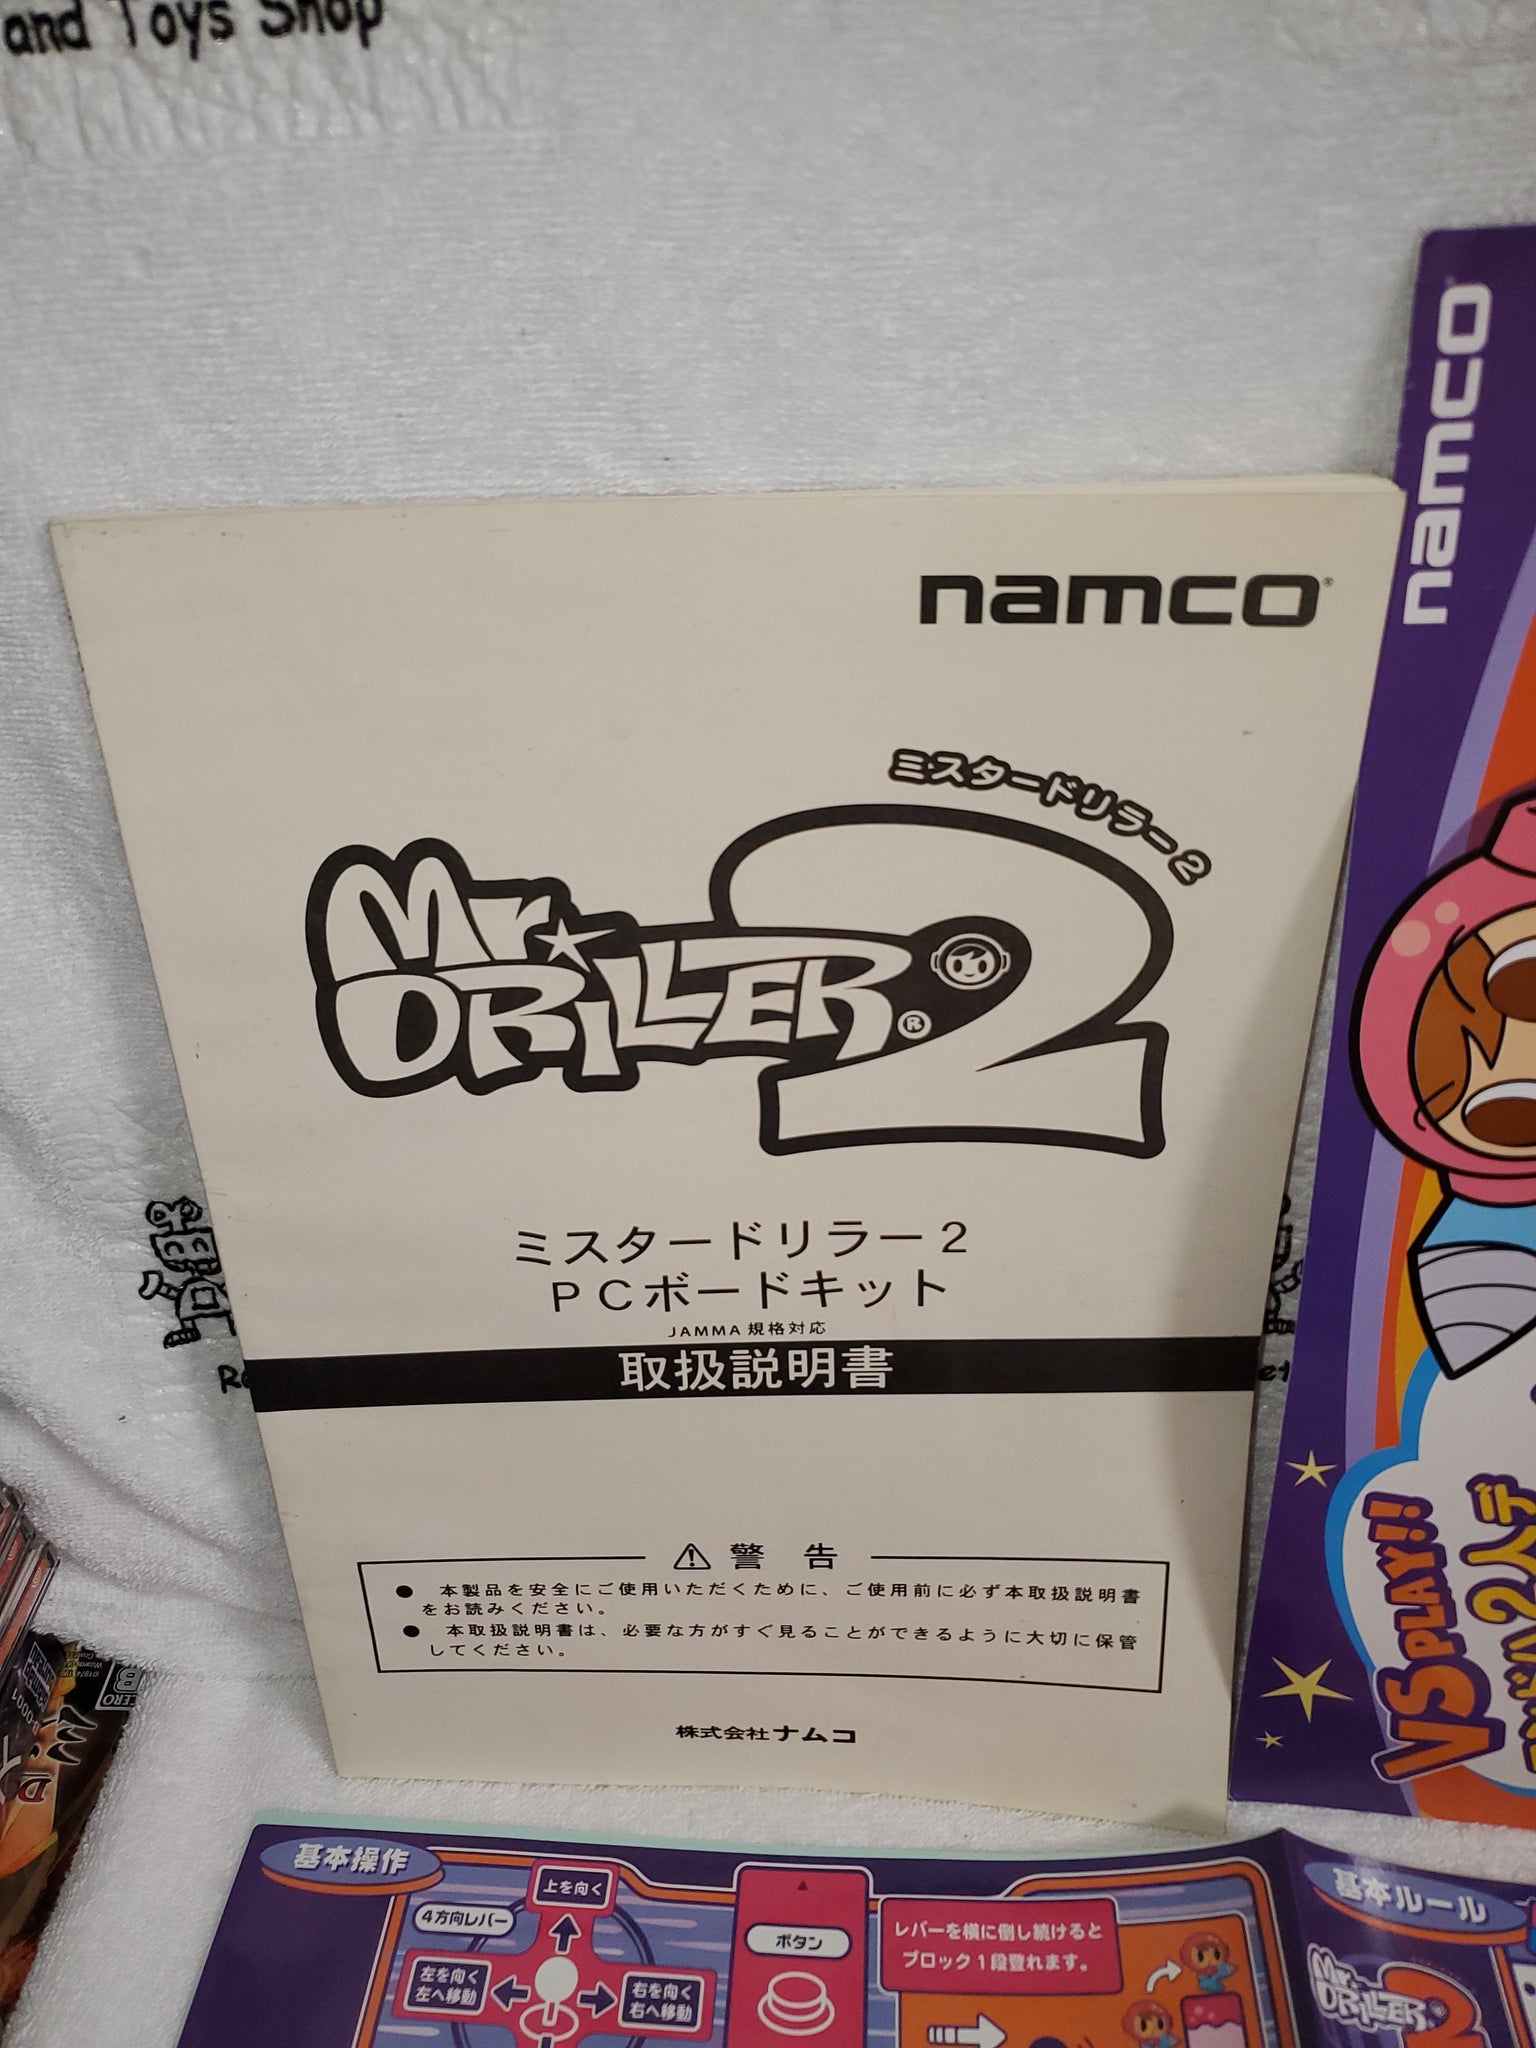 and Toys Shop
namco
ミスタードリラー2
Mr. DRILLER 2
ミスタードリラー2
PCボードキット
JAMMA規格対応
取扱説明書
⚠ 警 告
● 本製品を安全にご使用いただくために、ご使用前に必ず本取扱説明書
をお読みください。
● 本取扱説明書は、必要な方がすぐ見ることができるように大切に保管
してください。
株式会社ナムコ
namco
VS PLAY!!
2人デ
基本操作
4方向レバー
上を向く
左を向く
左へ移動
右を向く
右へ移動
ボタン
レバーを横に倒し続けると
ブロック1段登れます。
基本ルール
Mr. DRILLER
CERO
B